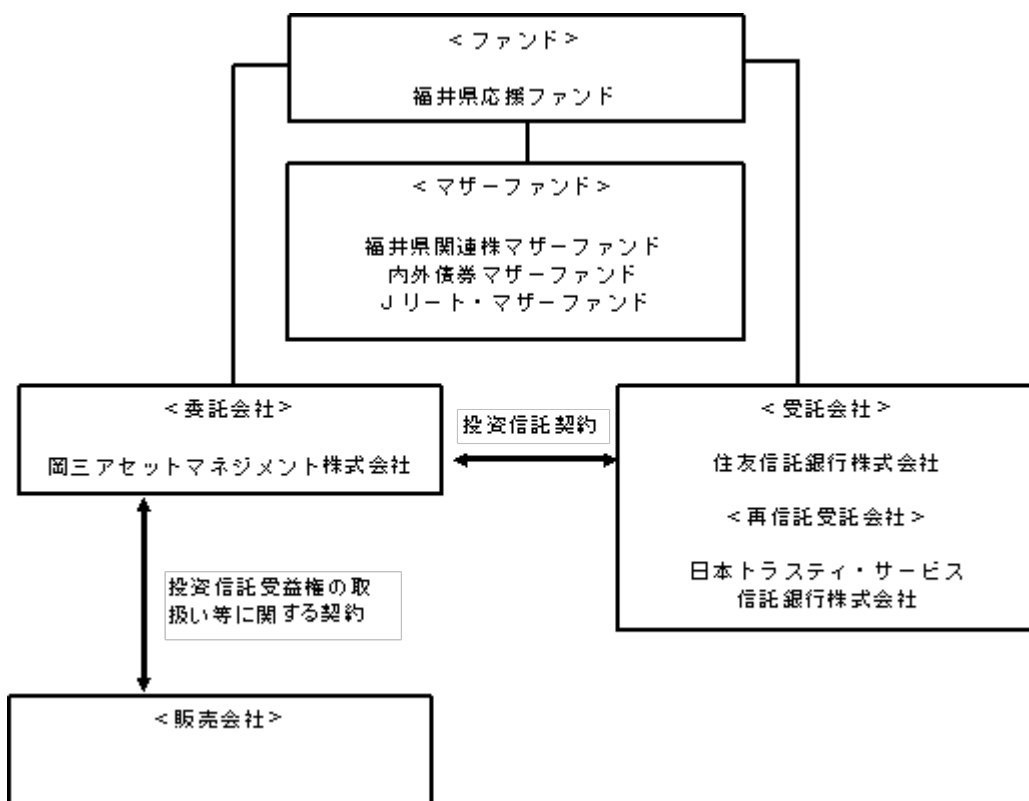 <ファンド>
福井県応援ファンド
<マザーファンド>
福井県関連株マザーファンド
内外債券マザーファンド
Jリート・マザーファンド
<委託会社>
岡三アセットマネジメント株式会社
投資信託契約
<受託会社>
住友信託銀行株式会社
<再信託受託会社>
日本トラスティ・サービス
信託銀行株式会社
投資信託受益権の取
扱い等に関する契約
<販売会社>